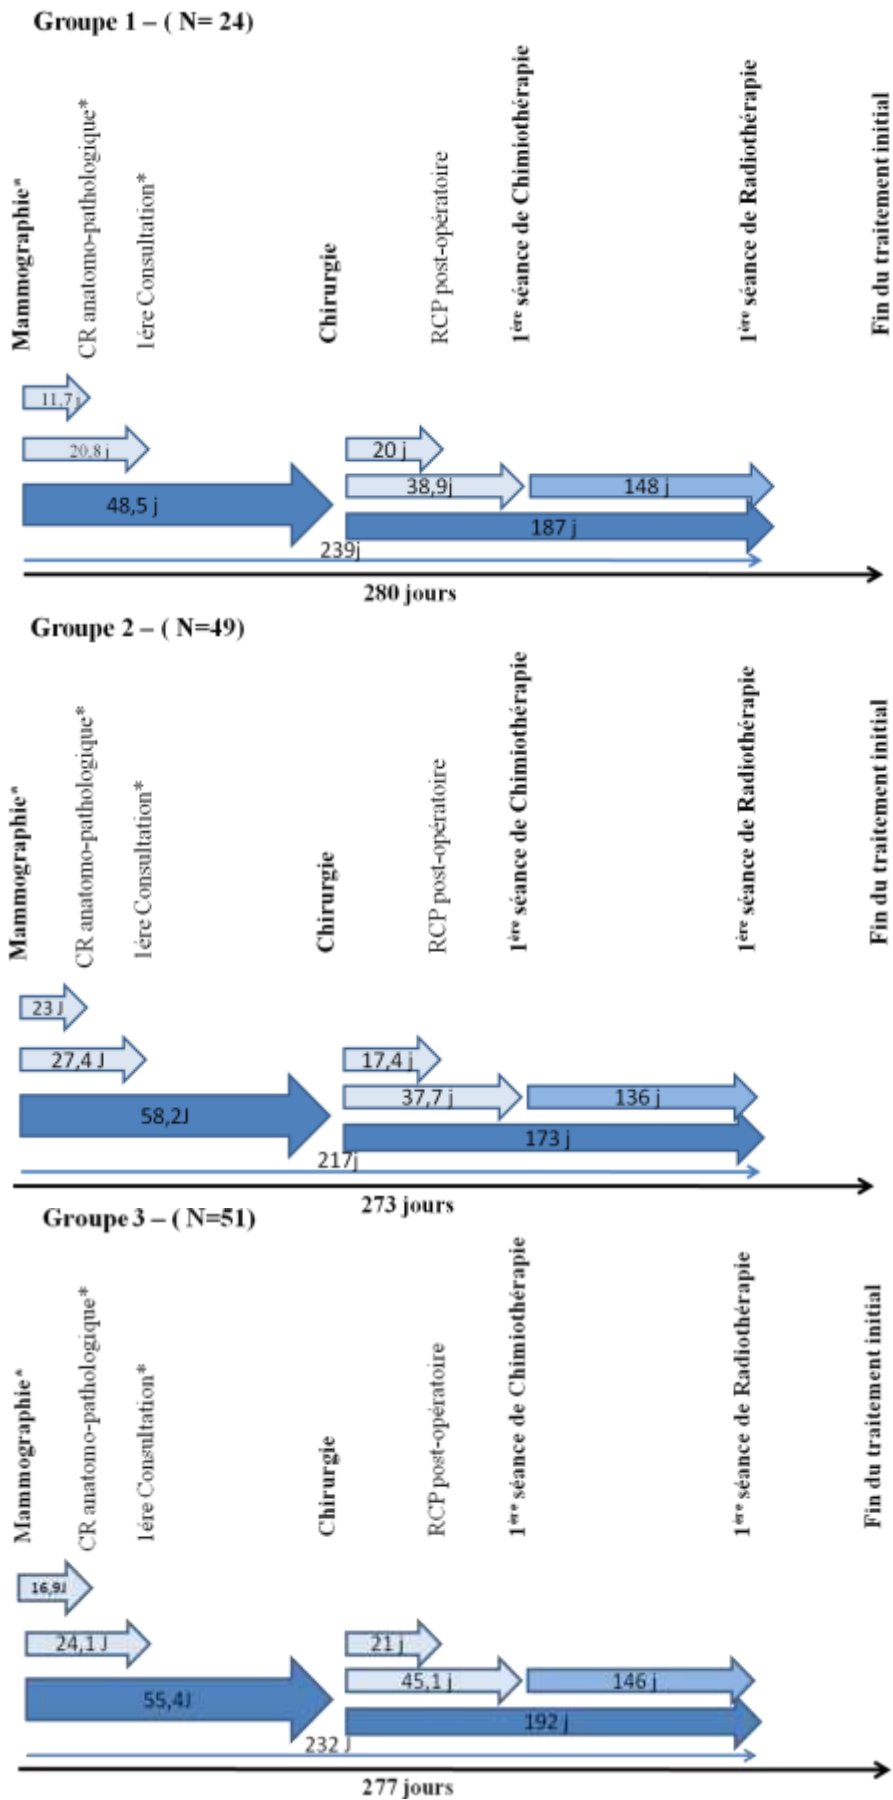 Groupe 1 – ( N= 24)
Mammographie*
CR anatomo-pathologique*
1ére Consultation*
Chirurgie
RCP post-opératoire
1ère séance de Chimiothérapie
1ère séance de Radiothérapie
Fin du traitement initial
11,7 j
20,8 j
20 j
38,9j
148 j
48,5 j
187 j
239j
280 jours
Groupe 2 – ( N=49)
Mammographie*
CR anatomo-pathologique*
1ére Consultation*
Chirurgie
RCP post-opératoire
1ère séance de Chimiothérapie
1ère séance de Radiothérapie
Fin du traitement initial
23 J
27,4 J
17,4 j
37,7 j
136 j
58,2J
173 j
217j
273 jours
Groupe 3 – ( N=51)
Mammographie*
CR anatomo-pathologique*
1ére Consultation*
Chirurgie
RCP post-opératoire
1ère séance de Chimiothérapie
1ère séance de Radiothérapie
Fin du traitement initial
16,9J
24,1 J
21 j
45,1 j
146 j
55,4J
192 j
232 J
277 jours